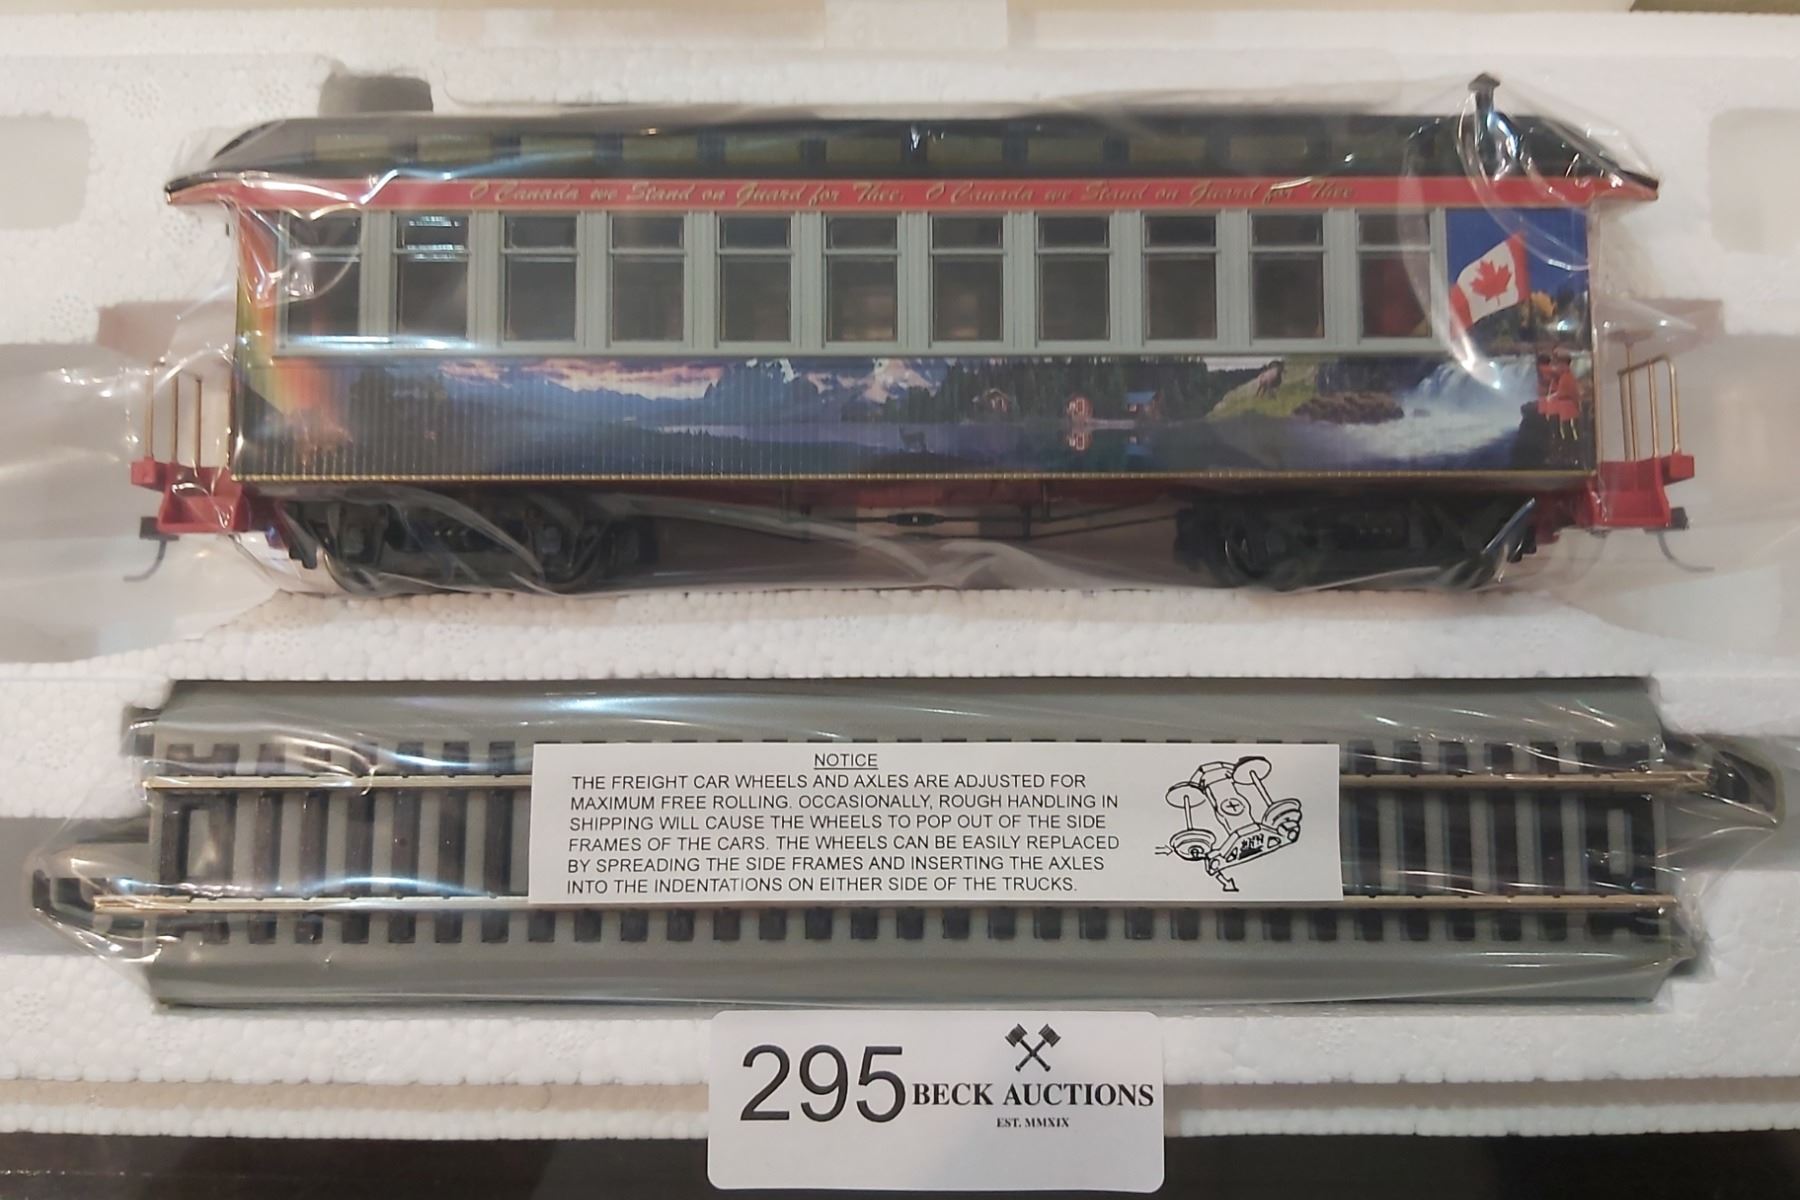 O Canada we Stand on Guard for Thee, O Canada we Stand on Guard for Thee
NOTICE
THE FREIGHT CAR WHEELS AND AXLES ARE ADJUSTED FOR
MAXIMUM FREE ROLLING. OCCASIONALLY, ROUGH HANDLING IN
SHIPPING WILL CAUSE THE WHEELS TO POP OUT OF THE SIDE
FRAMES OF THE CARS. THE WHEELS CAN BE EASILY REPLACED
BY SPREADING THE SIDE FRAMES AND INSERTING THE AXLES
INTO THE INDENTATIONS ON EITHER SIDE OF THE TRUCKS.
295 BECK AUCTIONS
EST. MMXIX